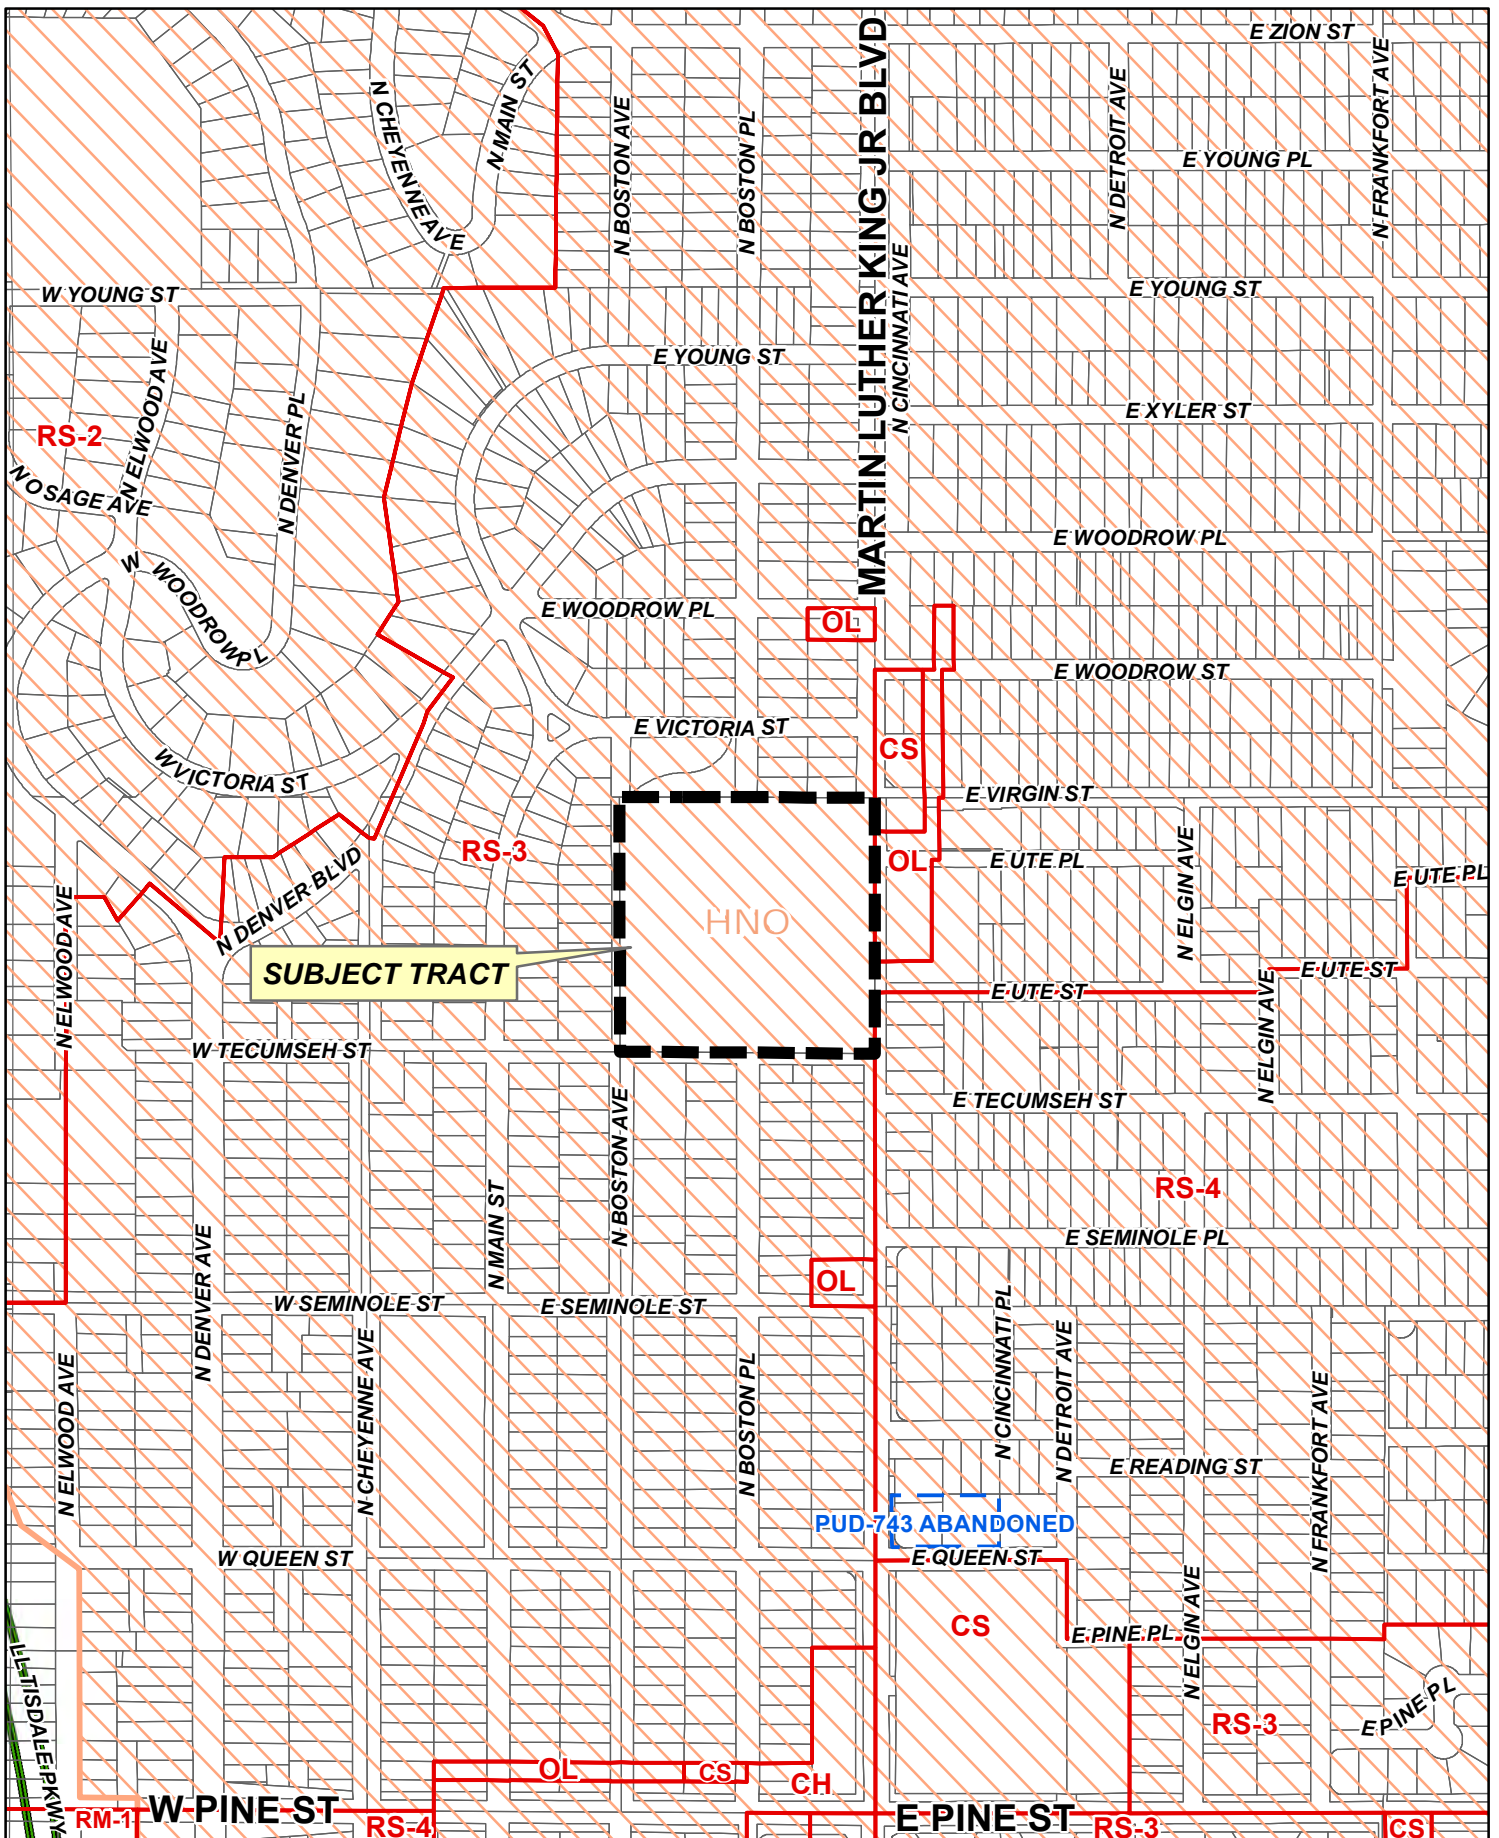 E ZION ST
N CHEYENNE AVE
N MAIN ST
N BOSTON AVE
N BOSTON PL
MARTIN LUTHER KING JR BLVD
N DETROIT AVE
N FRANKFORT AVE
E YOUNG PL
N CINCINNATI AVE
W YOUNG ST
E YOUNG ST
E YOUNG ST
N ELWOOD AVE
N DENVER PL
RS-2
E XYLER ST
N OSAGE AVE
E WOODROW PL
W WOODROW PL
E WOODROW PL
OL
E WOODROW ST
E VICTORIA ST
CS
W VICTORIA ST
E VIRGIN ST
RS-3
N DENVER BLVD
OL
E UTE PL
N ELGIN AVE
E UTE PL
N ELWOOD AVE
HNO
SUBJECT TRACT
E UTE ST
E UTE ST
N ELGIN AVE
W TECUMSEH ST
E TECUMSEH ST
N BOSTON AVE
RS-4
N MAIN ST
N DENVER AVE
E SEMINOLE PL
OL
W SEMINOLE ST
E SEMINOLE ST
N CINCINNATI PL
N DETROIT AVE
N ELWOOD AVE
N CHEYENNE AVE
N BOSTON PL
N FRANKFORT AVE
E READING ST
PUD-743 ABANDONED
W QUEEN ST
E QUEEN ST
N ELGIN AVE
CS
E PINE PL
LL TISDALE PKWY
RS-3
E PINE PL
OL
CS
CH
RM-1
W PINE ST
RS-4
E PINE ST
RS-3
CS